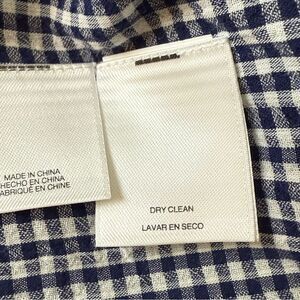 MADE IN CHINA
HECHO EN CHINA
FABRIQUÉ EN CHINE
DRY CLEAN
LAVAR EN SECO